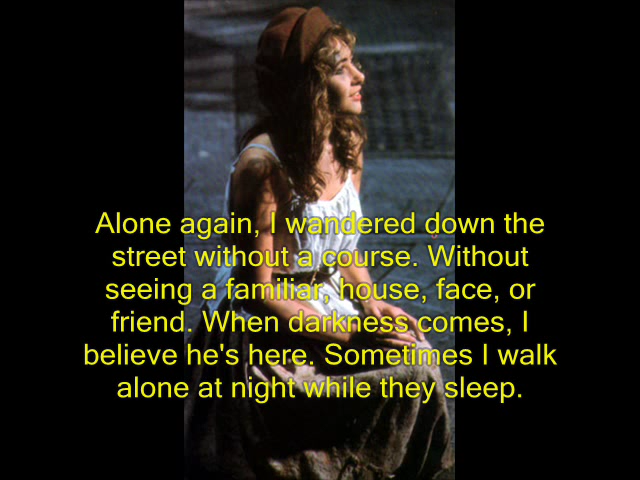 Alone again, I wandered down the
street without a course. Without
seeing a familiar, house, face, or
friend. When darkness comes, I
believe he's here. Sometimes I walk
alone at night while they sleep.